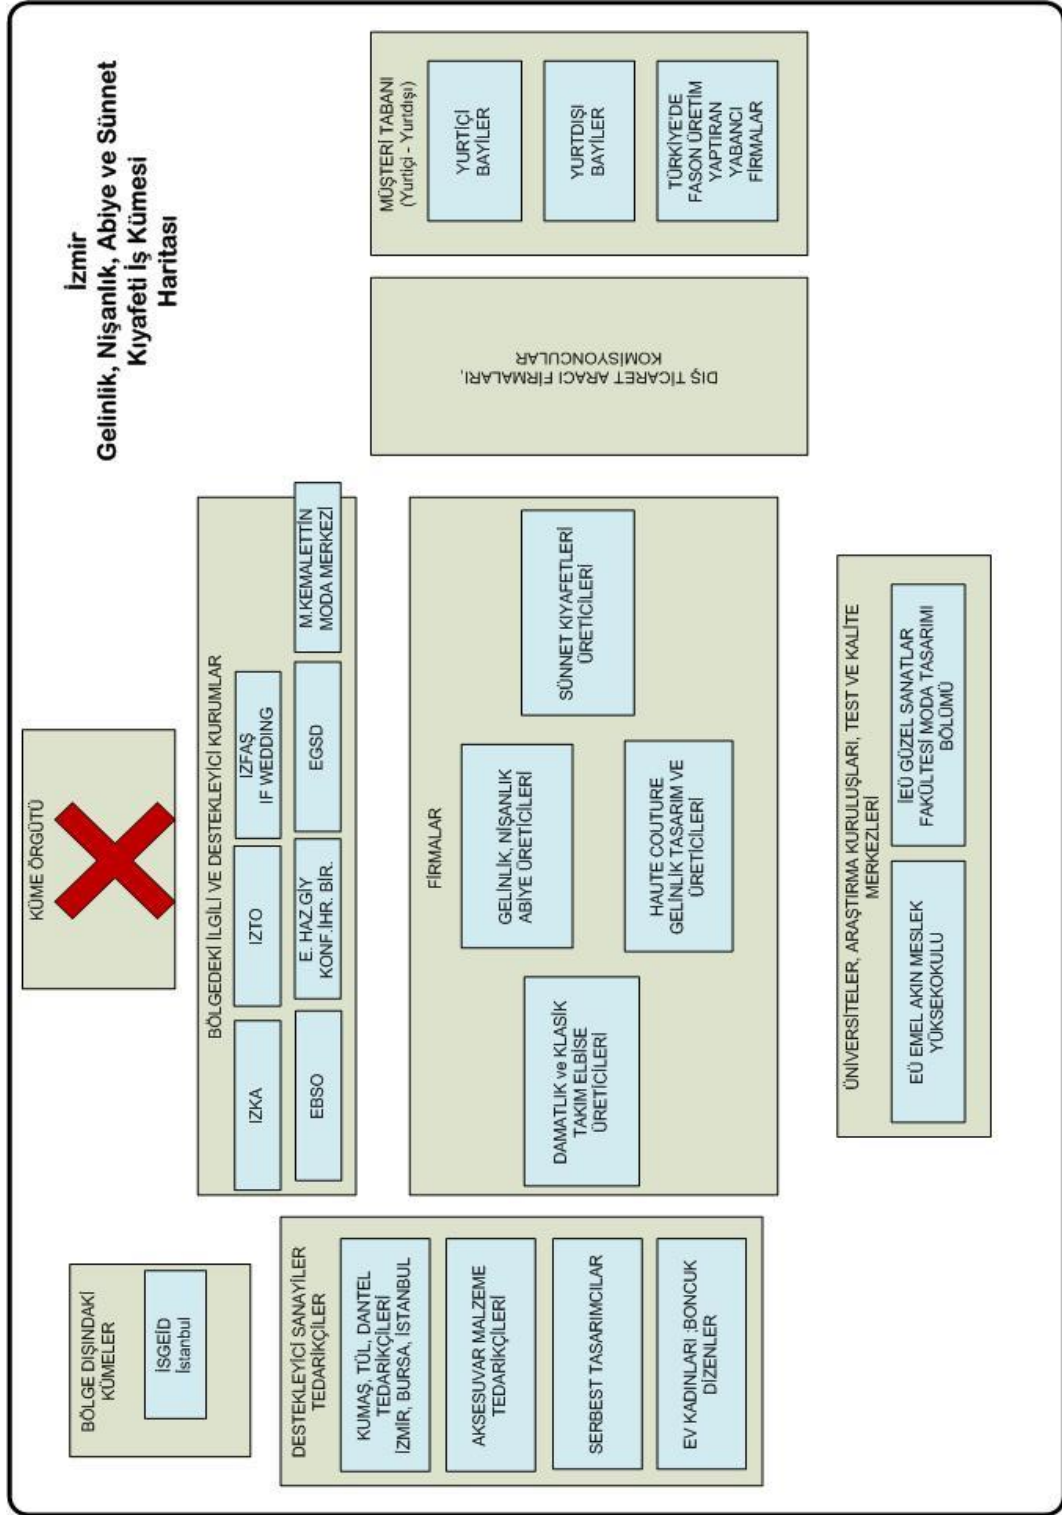 İzmir
Gelinlik, Nişanlık, Abiye ve Sünnet
Kıyafeti İş Kümesi
Haritası
KÜME ÖRGÜTÜ
BÖLGE DIŞINDAKİ
KÜMELER
İSGEİD
İstanbul
BÖLGEDEKİ İLGİLİ VE DESTEKLEYİCİ KURUMLAR
IZKA
IZTO
IZFAŞ
IF WEDDING
EBSO
E. HAZ.GİY
KONF.İHR. BİR.
EGSD
M.KEMALETTİN
MODA MERKEZİ
DESTEKLEYİCİ SANAYİLER
TEDARİKÇİLER
KUMAŞ, TÜL, DANTEL
TEDARİKÇİLERİ
İZMİR, BURSA, İSTANBUL
AKSESUVAR MALZEME
TEDARİKÇİLERİ
SERBEST TASARIMCILAR
EV KADINLARI ;BONCUK
DİZENLER
FİRMALAR
GELİNLİK, NİŞANLIK
ABİYE ÜRETİCİLERİ
SÜNNET KIYAFETLERİ
ÜRETİCİLERİ
DAMATLIK ve KLASİK
TAKIM ELBİSE
ÜRETİCİLERİ
HAUTE COUTURE
GELİNLİK TASARIM VE
ÜRETİCİLERİ
DIŞ TİCARET ARACI FİRMALARI,
KOMİSYONCULAR
MÜŞTERİ TABANI
(Yurtiçi - Yurtdışı)
YURTİÇİ
BAYİLER
YURTDIŞI
BAYİLER
TÜRKİYE'DE
FASON ÜRETİM
YAPTIRAN
YABANCI
FİRMALAR
ÜNİVERSİTELER, ARAŞTIRMA KURULUŞLARI, TEST VE KALİTE
MERKEZLERİ
EÜ EMEL AKIN MESLEK
YÜKSEKOKULU
İEÜ GÜZEL SANATLAR
FAKÜLTESİ MODA TASARIMI
BÖLÜMÜ